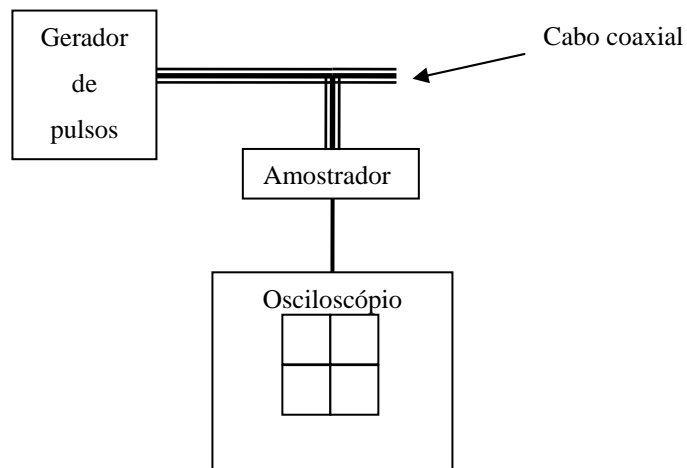 Gerador
de
pulsos
Cabo coaxial
Amostrador
Osciloscópio